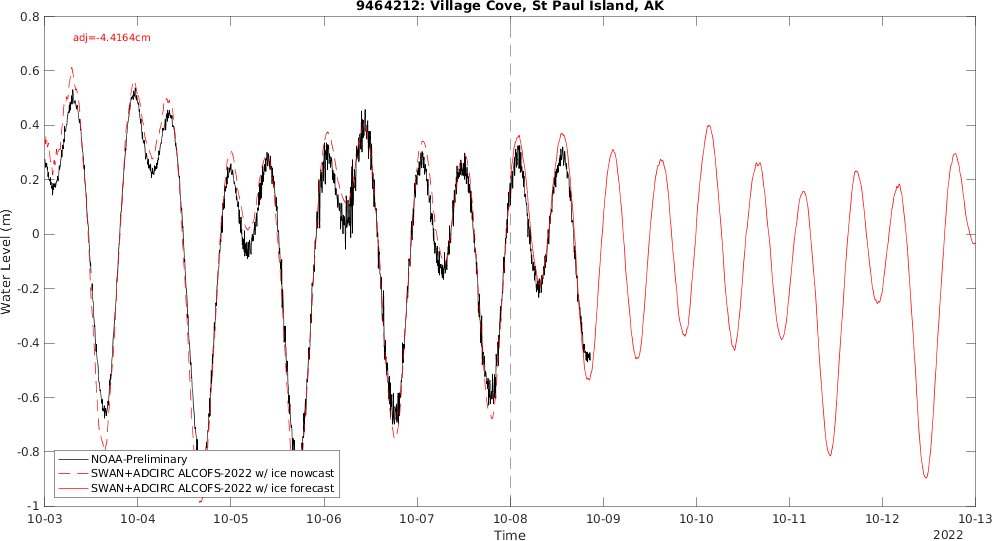 9464212: Village Cove, St Paul Island, AK
adj=-4.4164cm
Water Level (m)
0.8
0.6
0.4
0.2
0
-0.2
-0.4
-0.6
-0.8
-1
NOAA-Preliminary
SWAN+ADCIRC ALCOFS-2022 w/ ice nowcast
SWAN+ADCIRC ALCOFS-2022 w/ ice forecast
10-03 10-04 10-05 10-06 10-07 10-08 10-09 10-10 10-11 10-12 10-13
Time
2022